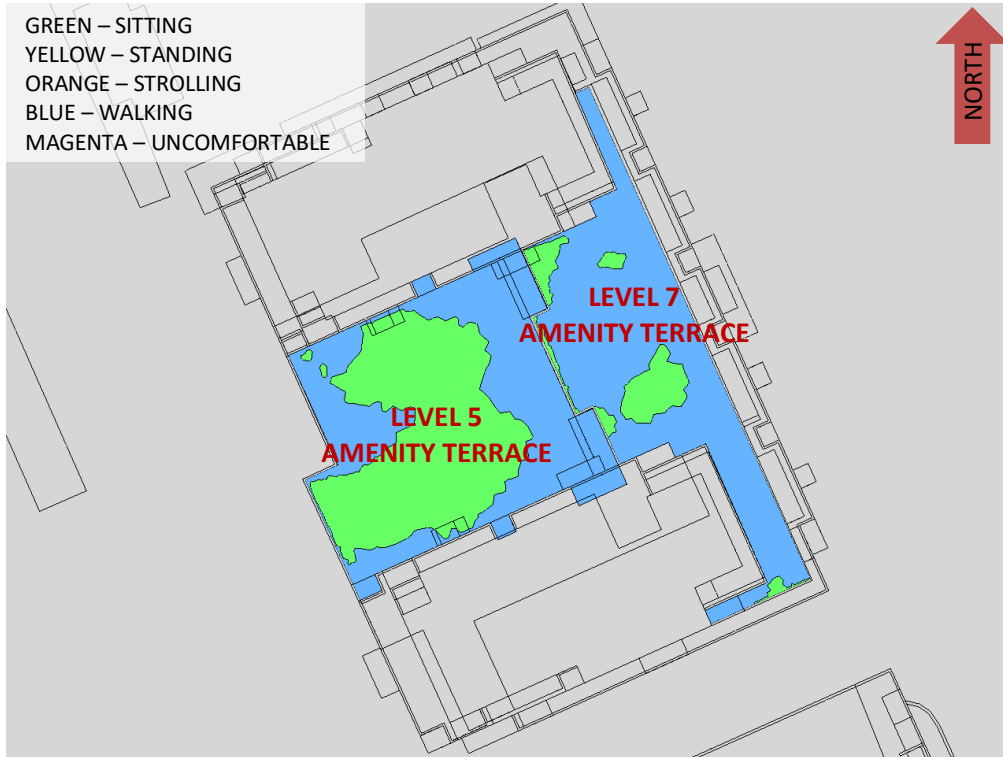 GREEN – SITTING
YELLOW – STANDING
ORANGE – STROLLING
BLUE – WALKING
MAGENTA – UNCOMFORTABLE
NORTH
LEVEL 7
AMENITY TERRACE
LEVEL 5
AMENITY TERRACE